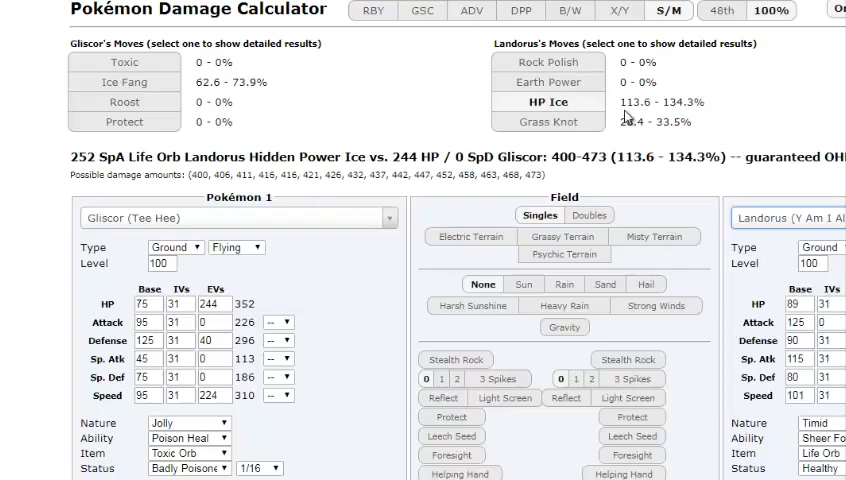 Pokémon Damage Calculator RBY GSC ADV DPP B/W X/Y S/M 48th 100% Or
Gliscor's Moves (select one to show detailed results) Landorus's Moves (select one to show detailed results)
Toxic 0 - 0% Rock Polish 0 - 0%
Ice Fang 62.6 - 73.9% Earth Power 0 - 0%
Roost 0 - 0% HP Ice 113.6 - 134.3%
Protect 0 - 0% Grass Knot - 33.5%
252 SpA Life Orb Landorus Hidden Power Ice vs. 244 HP / 0 SpD Gliscor: 400-473 (113.6 - 134.3%) -- guaranteed OH
Possible damage amounts: (400, 406, 411, 416, 416, 421, 426, 432, 437, 442, 447, 452, 458, 463, 468, 473)
Pokémon 1 Field
Gliscor (Tee Hee) Singles Doubles Landorus (Y Am I Al
Electric Terrain Grassy Terrain Misty Terrain
Type Ground Flying Psychic Terrain Type Ground
Level 100 Level 100
None Sun Rain Sand Hail
Base IVs EVs Base IVs
HP 75 31 244 352 Harsh Sunshine Heavy Rain Strong Winds HP 89 31
Attack 95 31 0 226 -- Gravity Attack 125 0
Defense 125 31 40 296 -- Defense 90 31
Sp. Atk 45 31 0 113 -- Stealth Rock Stealth Rock Sp. Atk 115 31
Sp. Def 75 31 0 186 -- 0 1 2 3 Spikes 0 1 2 3 Spikes Sp. Def 80 31
Speed 95 31 224 310 -- Reflect Light Screen Reflect Light Screen Speed 101 31
Protect Protect
Nature Jolly Nature Timid
Ability Poison Heal Leech Seed Leech Seed Ability Sheer Fo
Item Toxic Orb Foresight Foresight Item Life Orb
Status Badly Poisone 1/16 Helping Hand Helping Hand Status Healthy